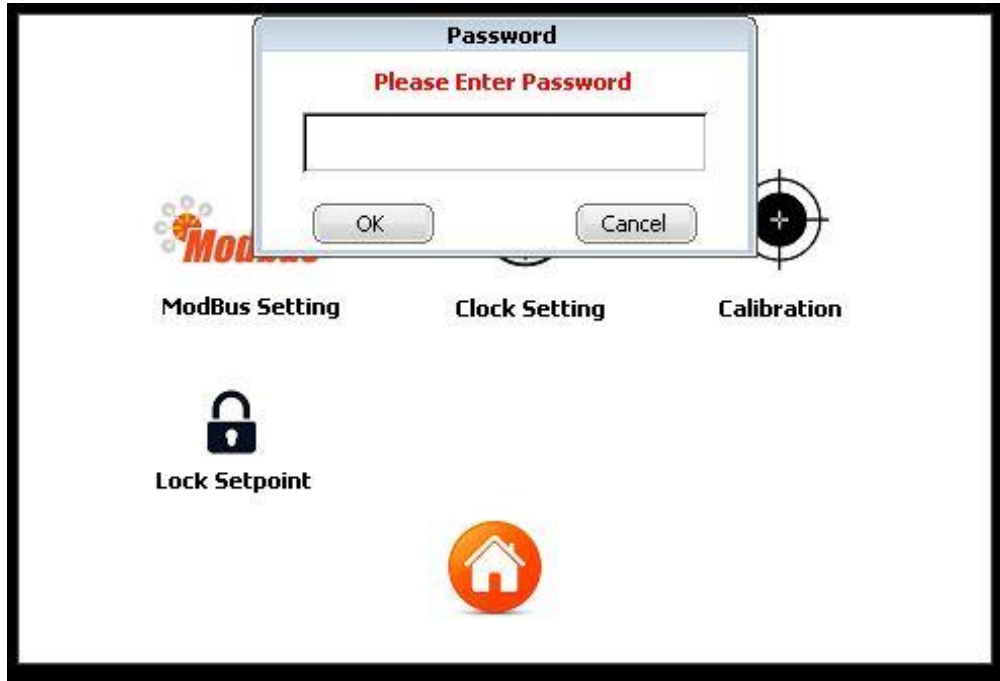 Password
Please Enter Password
OK
Cancel
ModBus Setting
Clock Setting
Calibration
Lock Setpoint